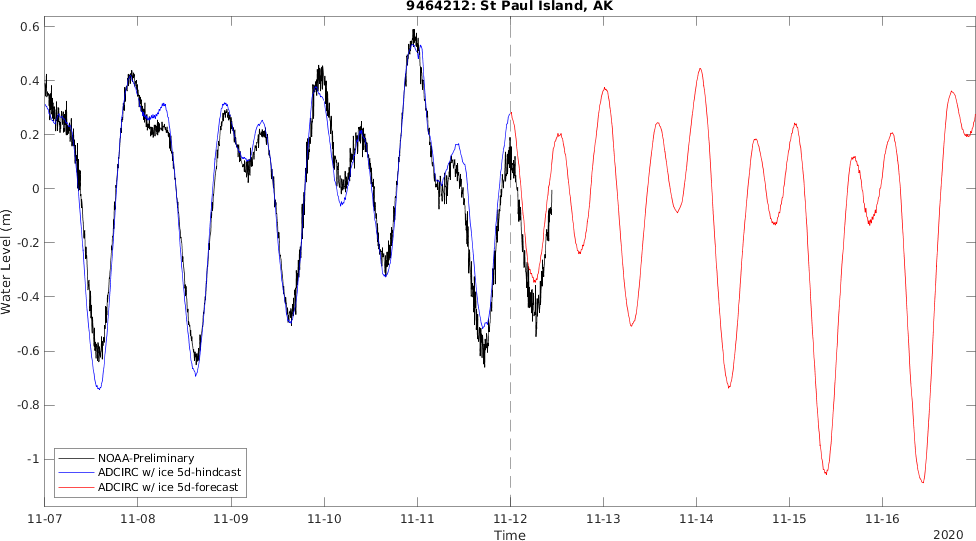 9464212: St Paul Island, AK
0.6
0.4
0.2
0
-0.2
-0.4
-0.6
-0.8
-1
Water Level (m)
NOAA-Preliminary
ADCIRC w/ ice 5d-hindcast
ADCIRC w/ ice 5d-forecast
11-07 11-08 11-09 11-10 11-11 11-12 11-13 11-14 11-15 11-16
Time
2020